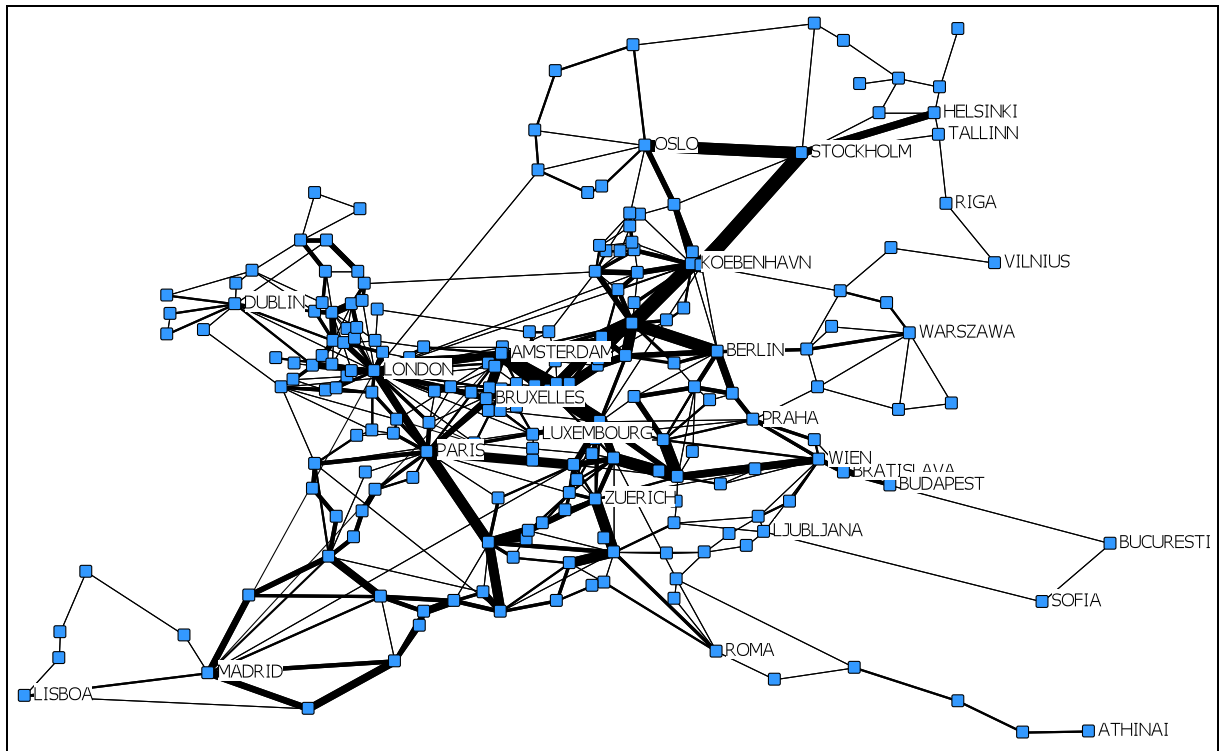 HELSINKI
TALLINN
OSLO
STOCKHOLM
RIGA
KOEBENHAVN
VILNIUS
DUBLIN
WARSZAWA
AMSTERDAM
BERLIN
LONDON
BRUXELLES
PRAHA
LUXEMBOURG
PARIS
WIEN
BRATISLAVA
BUDAPEST
ZUERICH
LJUBLJANA
BUCURESTI
SOFIA
ROMA
MADRID
LISBOA
ATHINAI